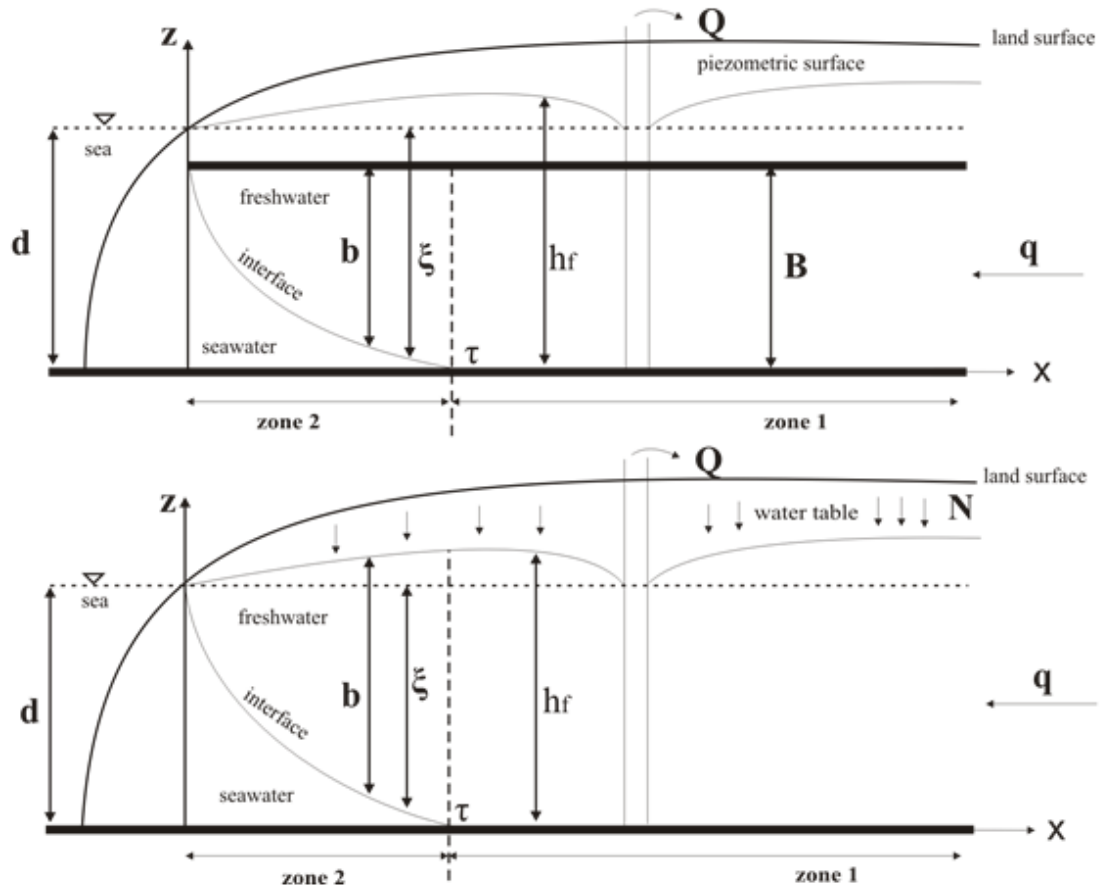 z
Q
land surface
piezometric surface
sea
freshwater
d
b
ξ
hf
B
q
interface
seawater
τ
x
zone 2
zone 1
Q
land surface
z
water table
N
sea
freshwater
d
b
ξ
hf
q
interface
seawater
τ
x
zone 2
zone 1